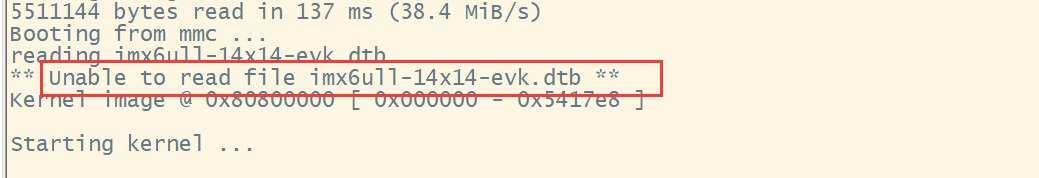 5511144 bytes read in 137 ms (38.4 MiB/s)
Booting from mmc ...
reading imx6ull-14x14-evk.dtb
** Unable to read file imx6ull-14x14-evk.dtb **
Kernel image @ 0x80800000 [ 0x000000 - 0x5417e8 ]
Starting kernel ...